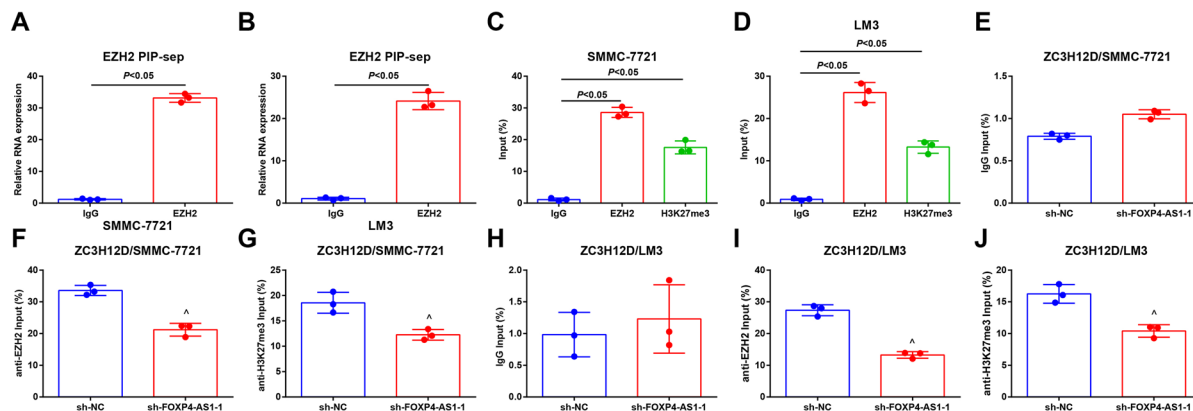 A
EZH2 PIP-sep
P<0.05
Relative RNA expression
40
30
20
10
0
IgG
EZH2
SMMC-7721
B
EZH2 PIP-sep
P<0.05
Relative RNA expression
40
30
20
10
0
IgG
EZH2
LM3
C
SMMC-7721
P<0.05
P<0.05
Input (%)
40
30
20
10
0
IgG
EZH2
H3K27me3
D
LM3
P<0.05
P<0.05
Input (%)
30
20
10
0
IgG
EZH2
H3K27me3
E
ZC3H12D/SMMC-7721
IgG Input (%)
1.5
1.0
0.5
0.0
sh-NC
sh-FOXP4-AS1-1
F
ZC3H12D/SMMC-7721
anti-EZH2 Input (%)
40
30
20
10
0
^
sh-NC
sh-FOXP4-AS1-1
G
ZC3H12D/SMMC-7721
anti-H3K27me3 Input (%)
25
20
15
10
5
0
^
sh-NC
sh-FOXP4-AS1-1
H
ZC3H12D/LM3
IgG Input (%)
2.0
1.5
1.0
0.5
0.0
sh-NC
sh-FOXP4-AS1-1
I
ZC3H12D/LM3
anti-EZH2 Input (%)
40
30
20
10
0
^
sh-NC
sh-FOXP4-AS1-1
J
ZC3H12D/LM3
anti-H3K27me3 Input (%)
20
15
10
5
0
^
sh-NC
sh-FOXP4-AS1-1